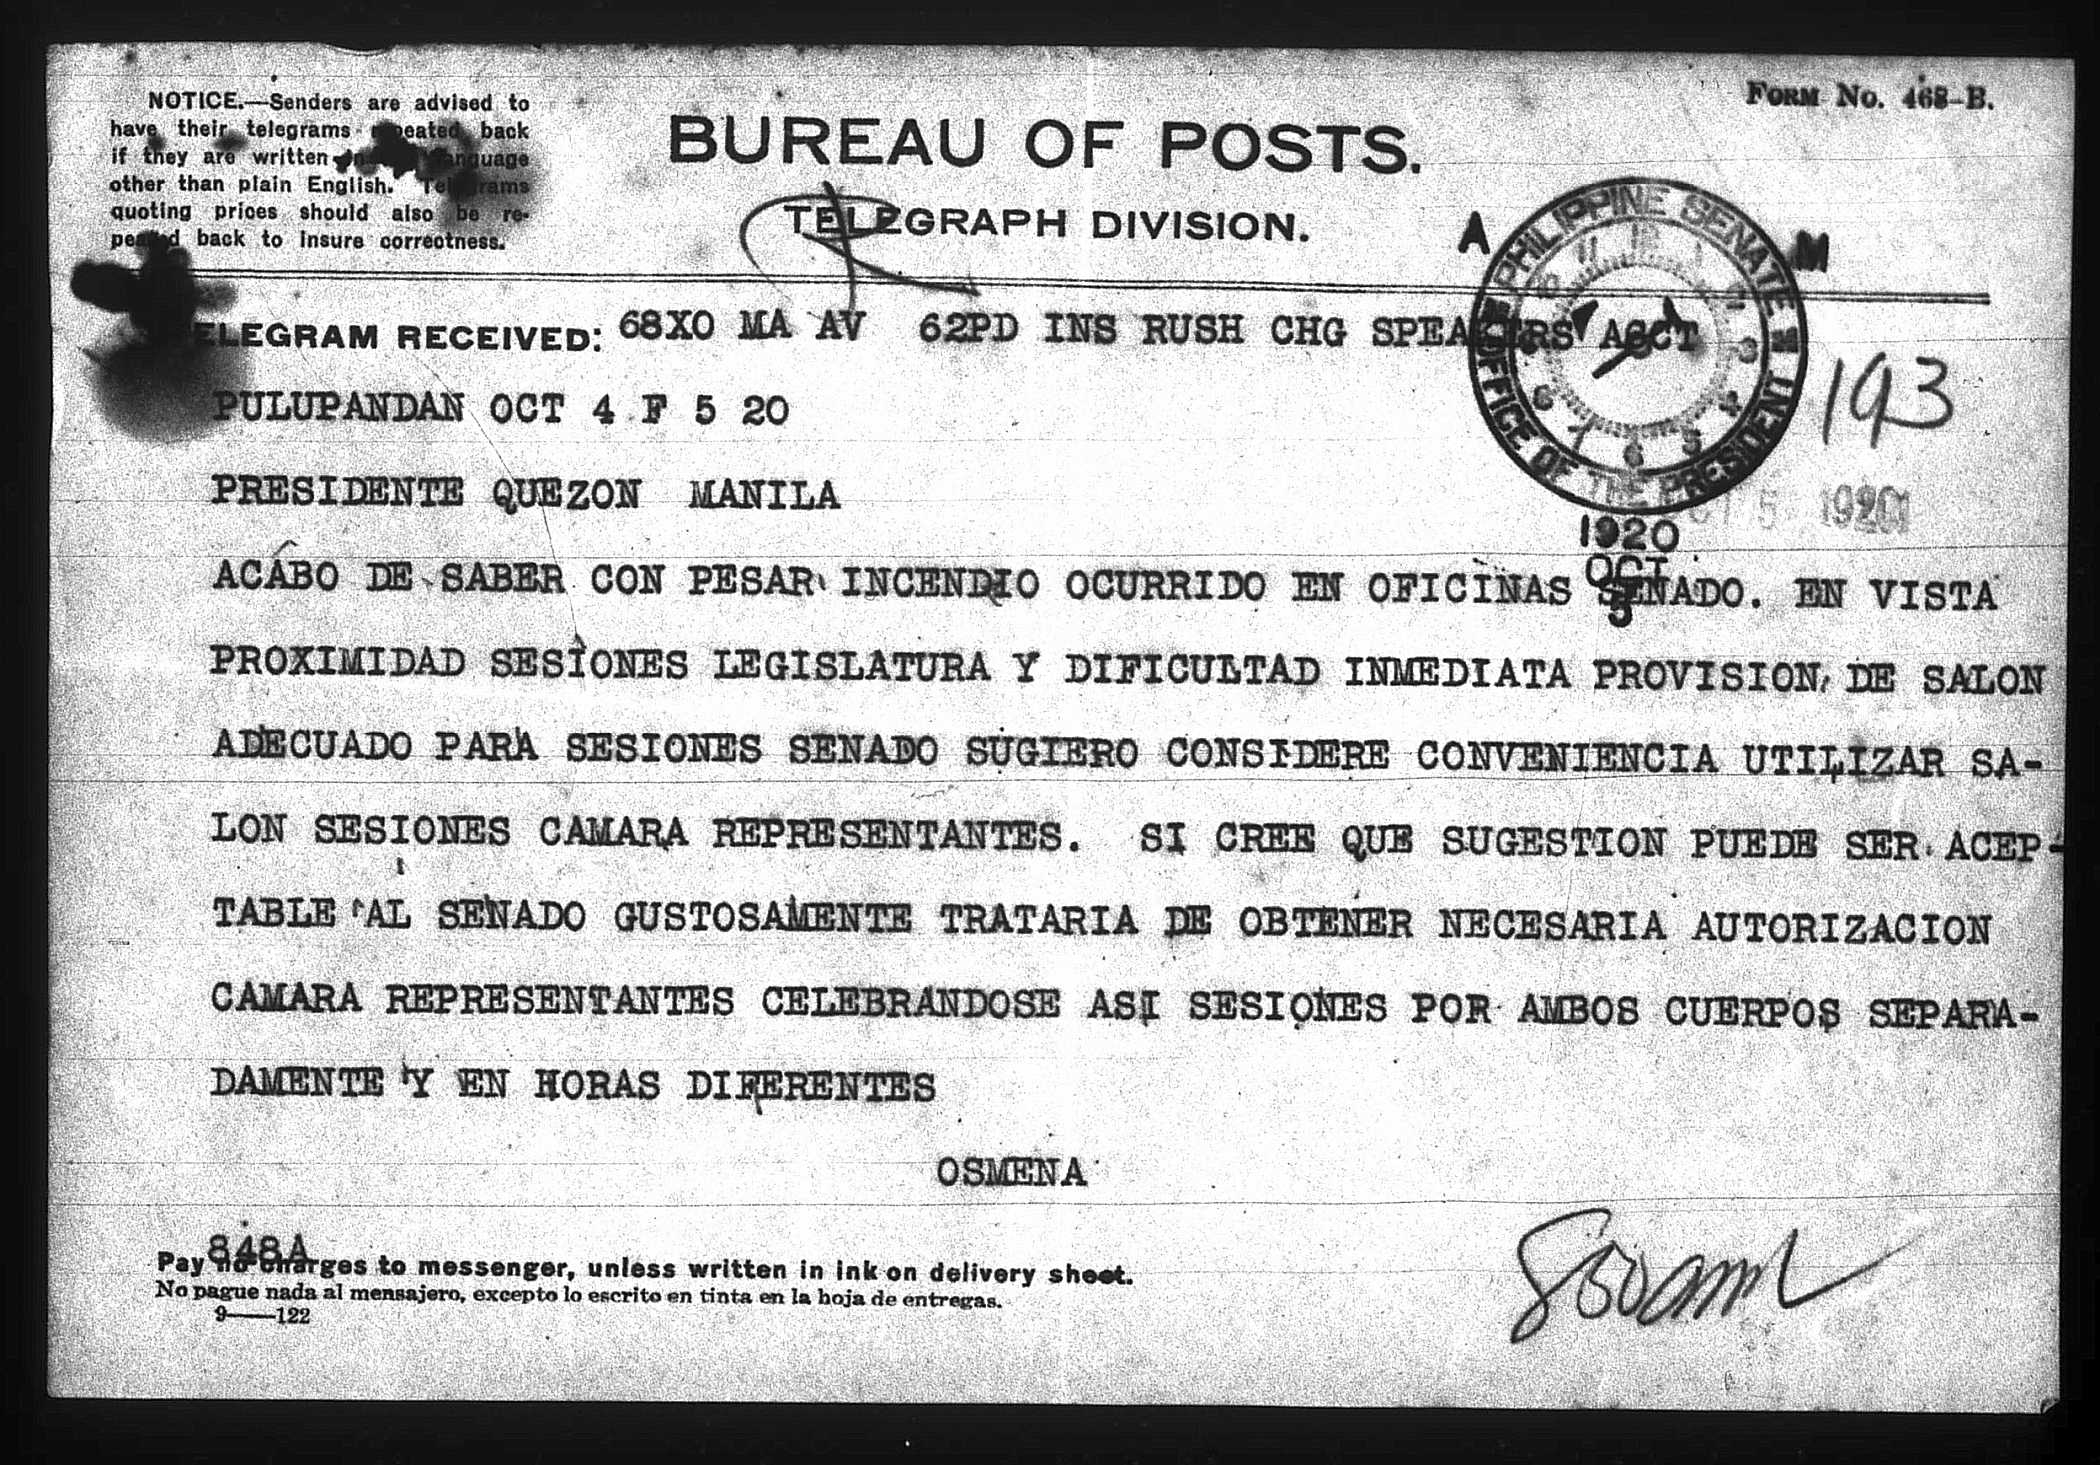 FORM NO. 468-B.
NOTICE.—Senders are advised to
have their telegrams repeated back
if they are written in language
other than plain English. Telegrams
quoting prices should also be re-
peated back to insure correctness.
BUREAU OF POSTS.
TELEGRAPH DIVISION.
A M
PHILIPPINE SENATE
OFFICE OF THE PRESIDENT
TELEGRAM RECEIVED: 68XO MA AV 62PD INS RUSH CHG SPEAKERS ACCT
193
PULUPANDAN OCT 4 F 5 20
PRESIDENTE QUEZON MANILA
OCT 5 1920
1920
OCT
5
ACABO DE SABER CON PESAR INCENDIO OCURRIDO EN OFICINAS SENADO. EN VISTA
PROXIMIDAD SESIONES LEGISLATURA Y DIFICULTAD INMEDIATA PROVISION DE SALON
ADECUADO PARA SESIONES SENADO SUGIERO CONSIDERE CONVENIENCIA UTILIZAR SA-
LON SESIONES CAMARA REPRESENTANTES. SI CREE QUE SUGESTION PUEDE SER ACEP-
TABLE AL SENADO GUSTOSAMENTE TRATARIA DE OBTENER NECESARIA AUTORIZACION
CAMARA REPRESENTANTES CELEBRANDOSE ASI SESIONES POR AMBOS CUERPOS SEPARA-
DAMENTE Y EN HORAS DIFERENTES
OSMENA
848A
Pay no charges to messenger, unless written in ink on delivery sheet.
No pague nada al mensajero, excepto lo escrito en tinta en la hoja de entregas.
9——122